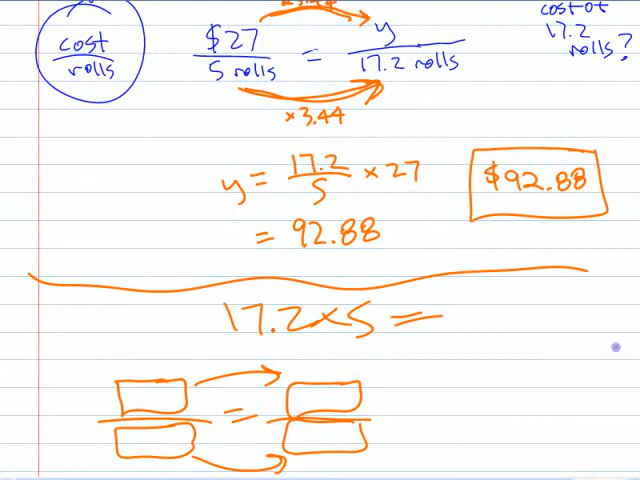 cost of
17.2
rolls?
cost
rolls
$27
5 rolls
=
y
17.2 rolls
×3.44
y = 17.2
5
× 27
= 92.88
$92.88
17.2×5 =
=